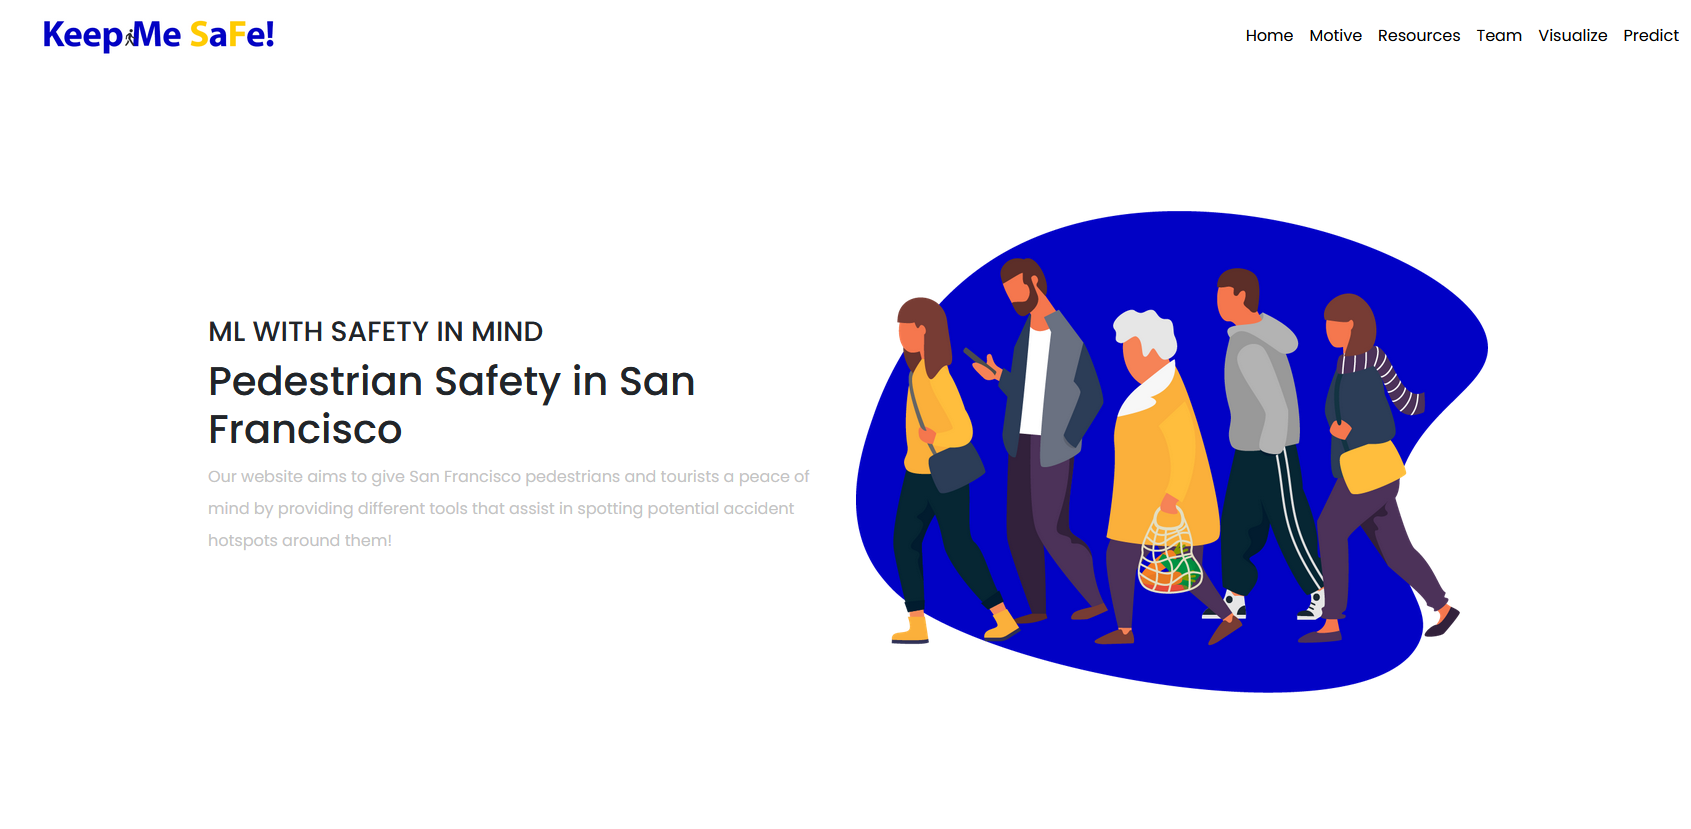 Keep Me SaFe!
Home Motive Resources Team Visualize Predict
ML WITH SAFETY IN MIND
Pedestrian Safety in San
Francisco
Our website aims to give San Francisco pedestrians and tourists a peace of
mind by providing different tools that assist in spotting potential accident
hotspots around them!